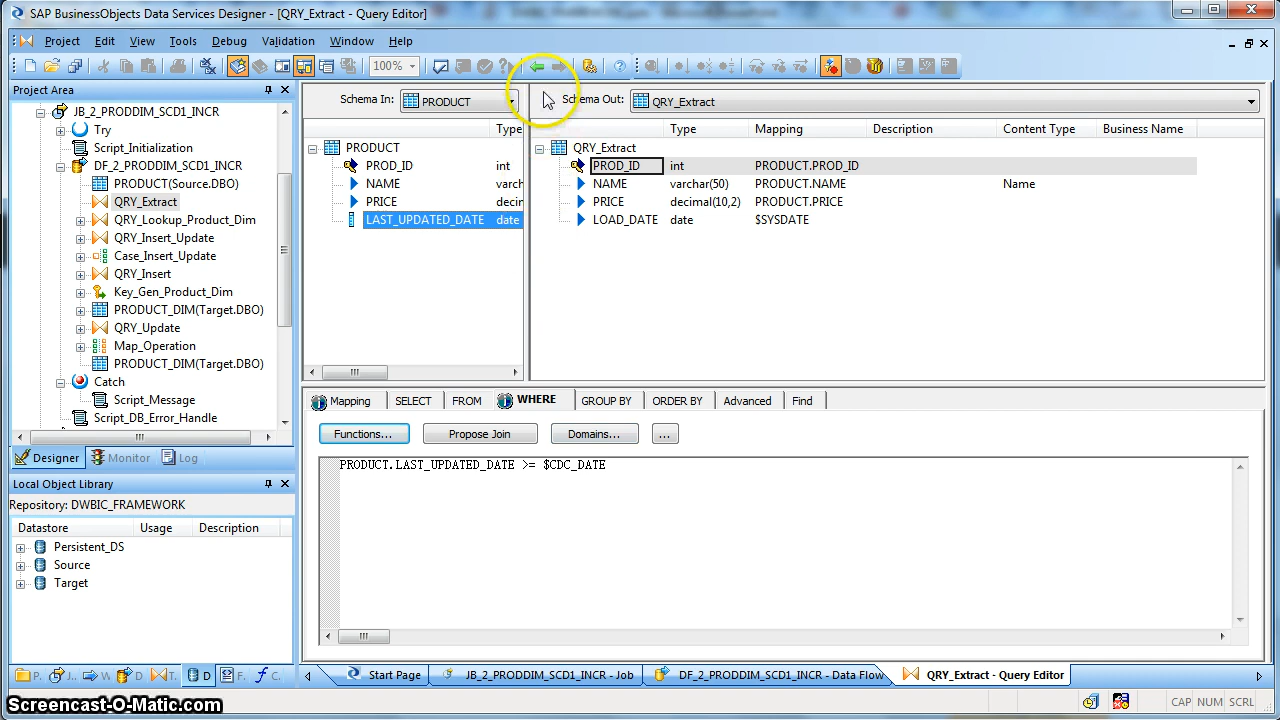 SAP BusinessObjects Data Services Designer - [QRY_Extract - Query Editor]
Project Edit View Tools Debug Validation Window Help
100%
Project Area
JB_2_PRODDIM_SCD1_INCR
Try
Script_Initialization
DF_2_PRODDIM_SCD1_INCR
PRODUCT(Source.DBO)
QRY_Extract
QRY_Lookup_Product_Dim
QRY_Insert_Update
Case_Insert_Update
QRY_Insert
Key_Gen_Product_Dim
PRODUCT_DIM(Target.DBO)
QRY_Update
Map_Operation
PRODUCT_DIM(Target.DBO)
Catch
Script_Message
Script_DB_Error_Handle
Designer Monitor Log
Local Object Library
Repository: DWBIC_FRAMEWORK
Datastore Usage Description
Persistent_DS
Source
Target
P. J.. W. D. T. D F. C.
Schema In: PRODUCT
Type
PRODUCT
PROD_ID int
NAME varch
PRICE decin
LAST_UPDATED_DATE date
Schema Out: QRY_Extract
Type Mapping Description Content Type Business Name
QRY_Extract
PROD_ID int PRODUCT.PROD_ID
NAME varchar(50) PRODUCT.NAME Name
PRICE decimal(10,2) PRODUCT.PRICE
LOAD_DATE date $SYSDATE
Mapping SELECT FROM WHERE GROUP BY ORDER BY Advanced Find
Functions... Propose Join Domains... ...
PRODUCT.LAST_UPDATED_DATE >= $CDC_DATE
Start Page JB_2_PRODDIM_SCD1_INCR - Job DF_2_PRODDIM_SCD1_INCR - Data Flow QRY_Extract - Query Editor
CAP NUM SCRL
Screencast-O-Matic.com